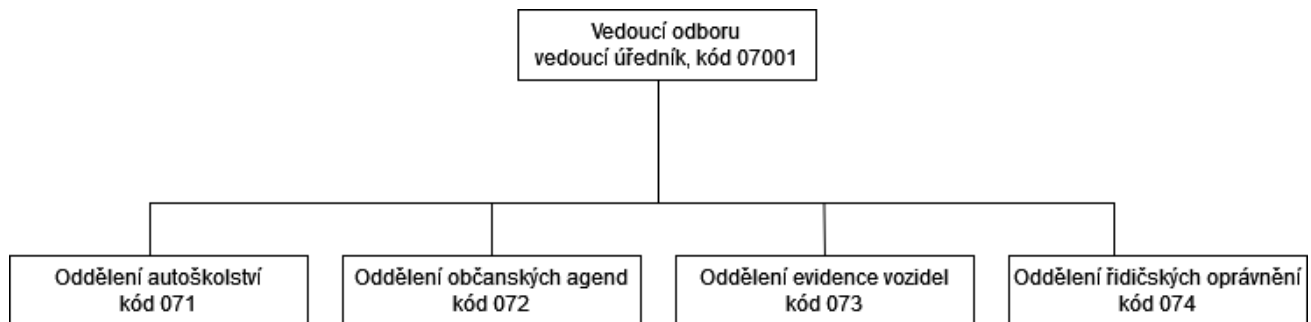 Vedoucí odboru
vedoucí úředník, kód 07001
Oddělení autoškolství
kód 071
Oddělení občanských agend
kód 072
Oddělení evidence vozidel
kód 073
Oddělení řidičských oprávnění
kód 074